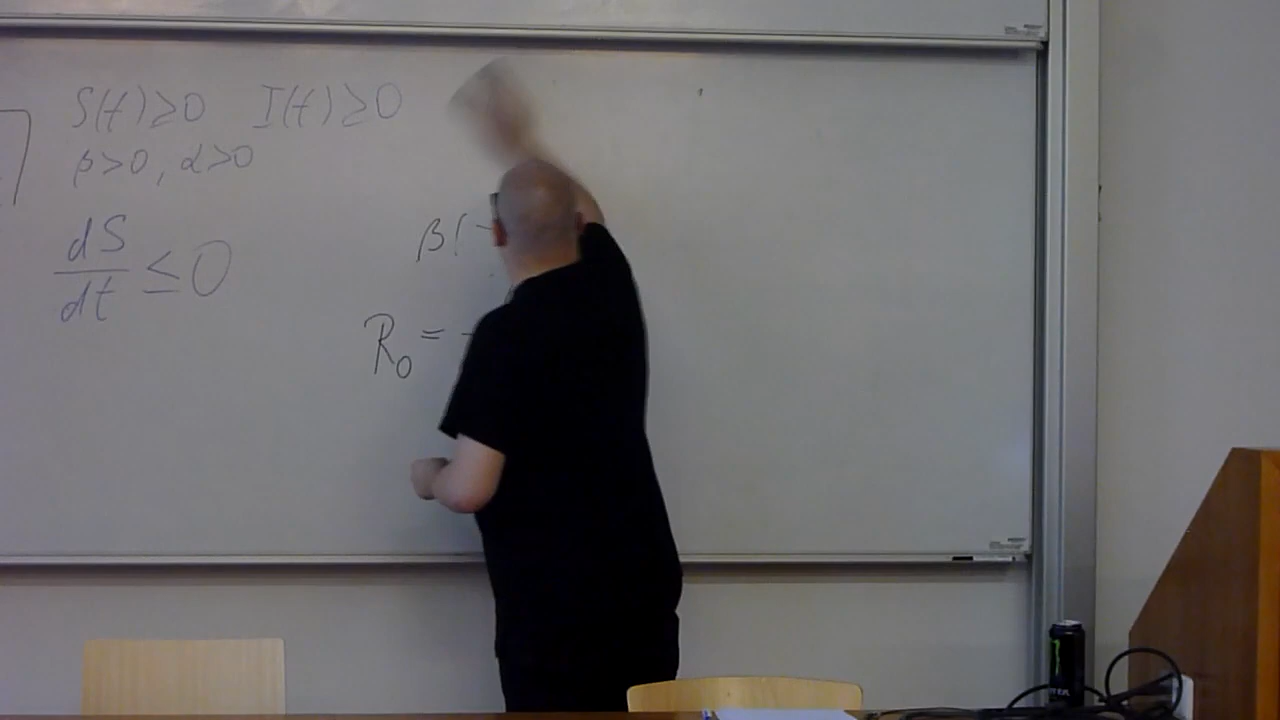 S(t)≥0 I(t)≥0
β>0, α>0
dS/dt ≤ 0
β(
R₀ =